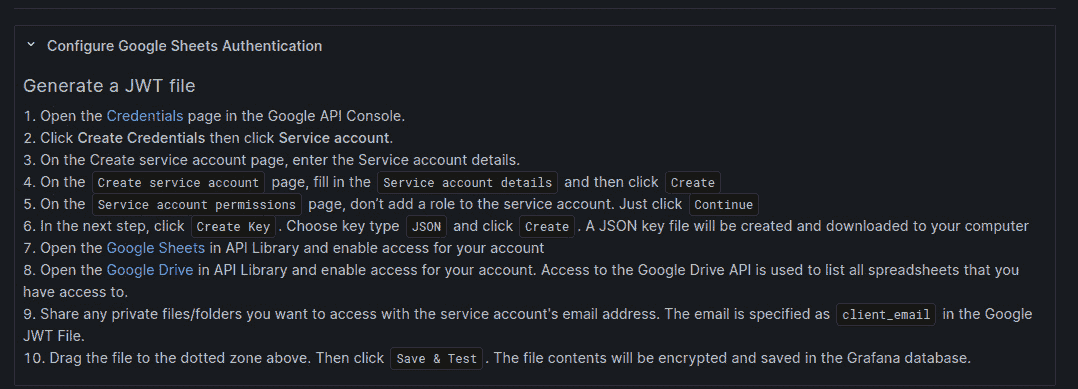 Configure Google Sheets Authentication
Generate a JWT file
1. Open the Credentials page in the Google API Console.
2. Click Create Credentials then click Service account.
3. On the Create service account page, enter the Service account details.
4. On the Create service account page, fill in the Service account details and then click Create
5. On the Service account permissions page, don't add a role to the service account. Just click Continue
6. In the next step, click Create Key. Choose key type JSON and click Create. A JSON key file will be created and downloaded to your computer
7. Open the Google Sheets in API Library and enable access for your account
8. Open the Google Drive in API Library and enable access for your account. Access to the Google Drive API is used to list all spreadsheets that you
have access to.
9. Share any private files/folders you want to access with the service account's email address. The email is specified as client_email in the Google
JWT File.
10. Drag the file to the dotted zone above. Then click Save & Test. The file contents will be encrypted and saved in the Grafana database.